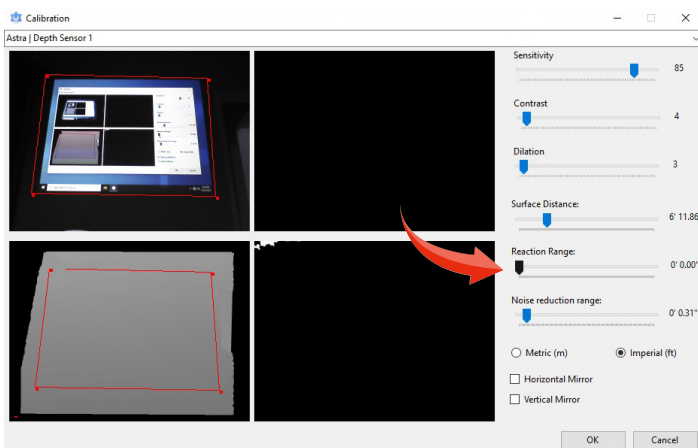 Calibration
Astra | Depth Sensor 1
Sensitivity
85
Contrast
4
Dilation
3
Surface Distance:
6' 11.86
Reaction Range:
0' 0.00"
Noise reduction range:
0' 0.31"
Metric (m)
Imperial (ft)
Horizontal Mirror
Vertical Mirror
OK
Cancel